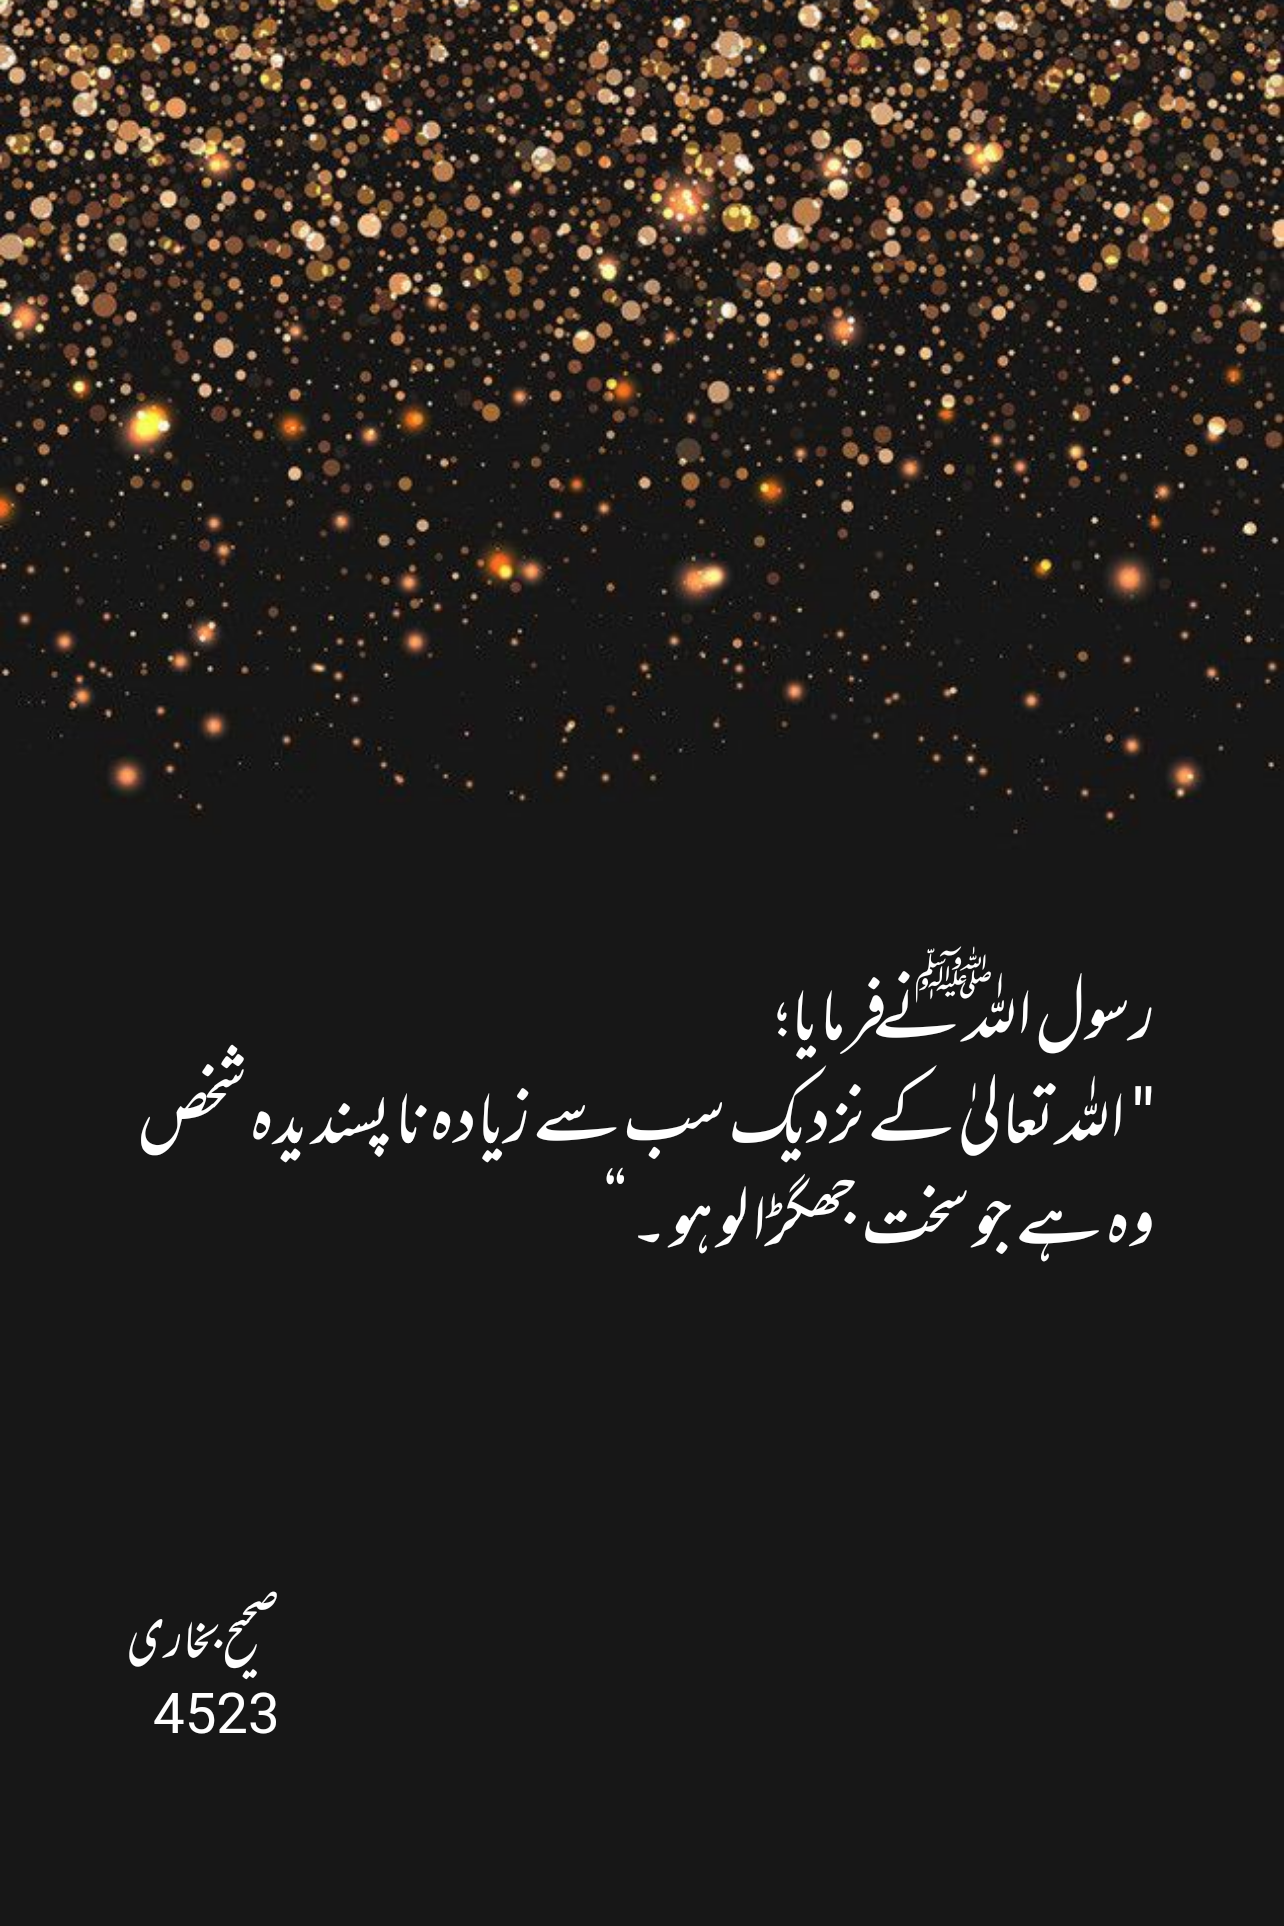 رسول اللہ ﷺ نے فرمایا؛
"اللہ تعالیٰ کے نزدیک سب سے زیادہ ناپسندیدہ شخص
وہ ہے جو سخت جھگڑالو ہو۔ “
صحیح بخاری
4523